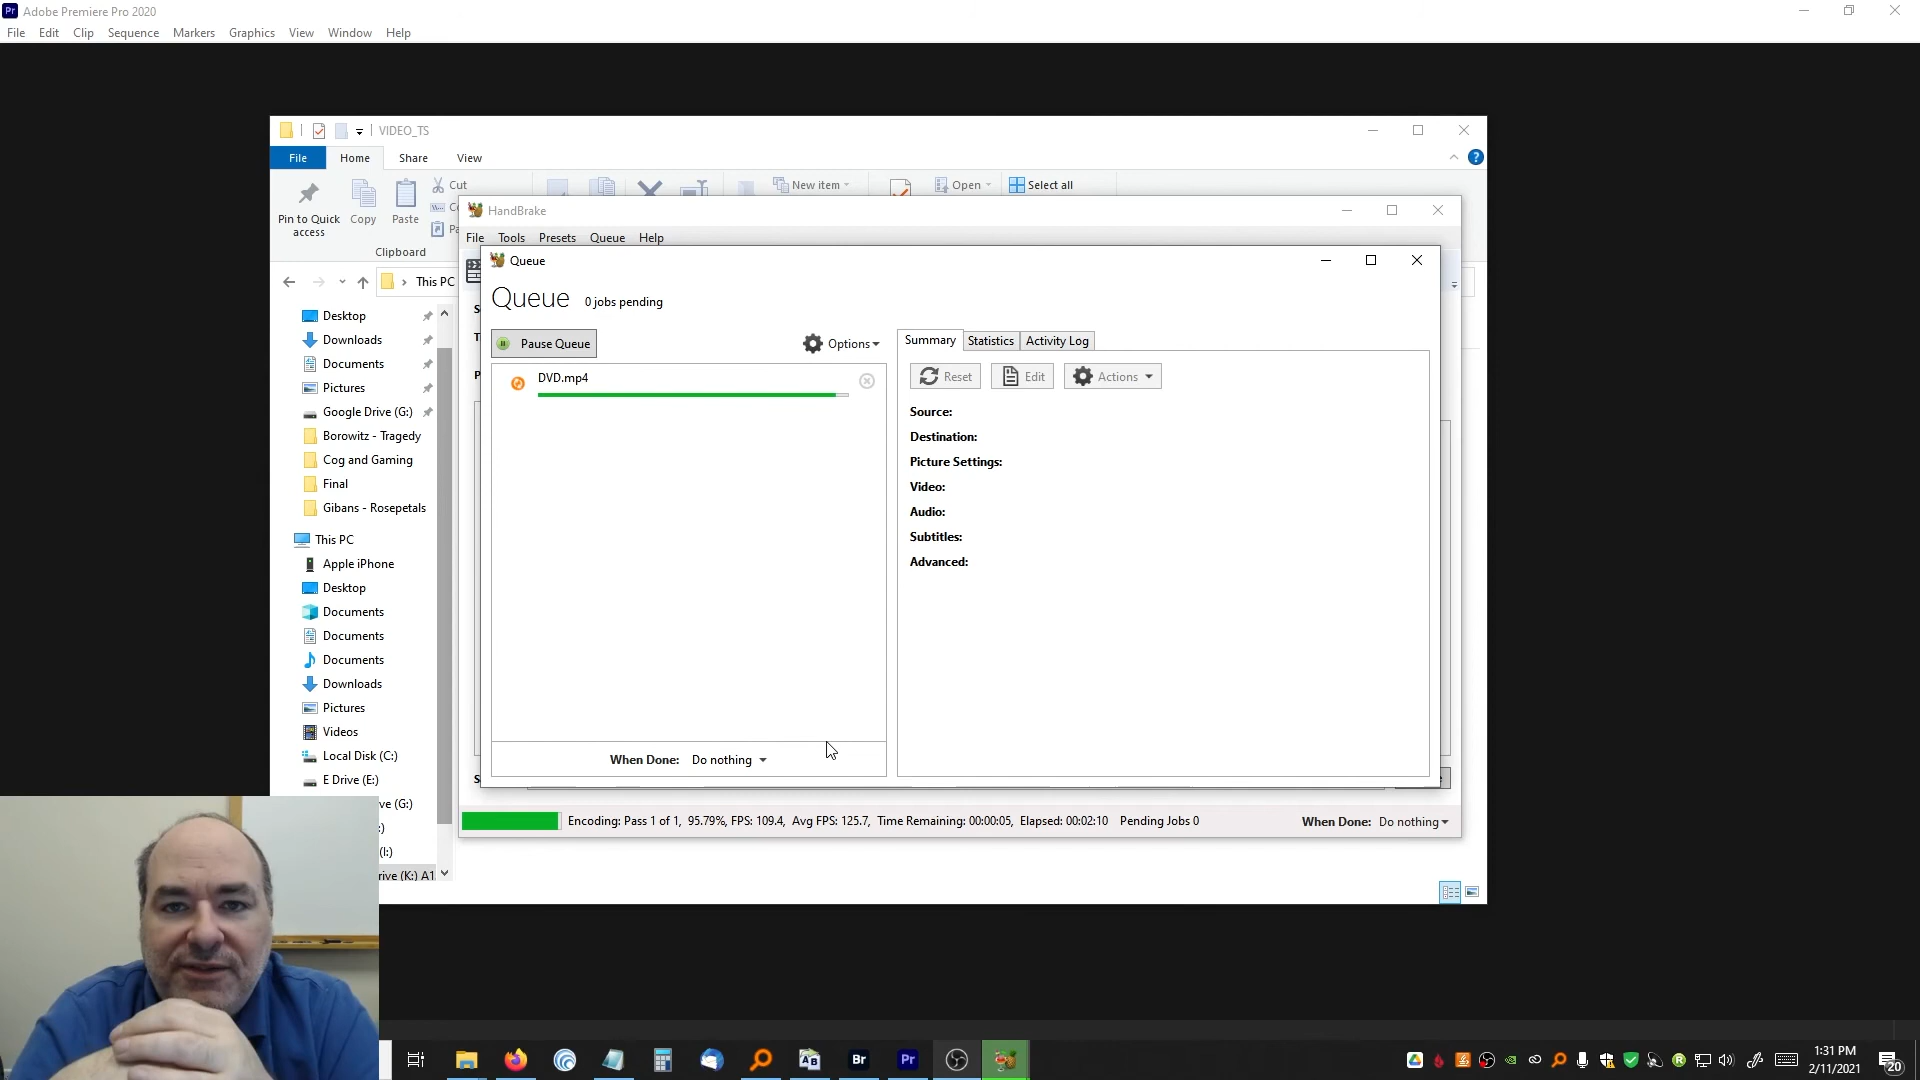 Adobe Premiere Pro 2020
File Edit Clip Sequence Markers Graphics View Window Help
VIDEO_TS
File Home Share View
Pin to Quick access
Copy
Paste
Cut
New item
Open
Select all
Clipboard
HandBrake
File Tools Presets Queue Help
This PC
Queue
Queue 0 jobs pending
Pause Queue
Options
DVD.mp4
When Done: Do nothing
Summary Statistics Activity Log
Reset Edit Actions
Source:
Destination:
Picture Settings:
Video:
Audio:
Subtitles:
Advanced:
Desktop
Downloads
Documents
Pictures
Google Drive (G:)
Borowitz - Tragedy
Cog and Gaming
Final
Gibans - Rosepetals
This PC
Apple iPhone
Desktop
Documents
Documents
Documents
Downloads
Pictures
Videos
Local Disk (C:)
E Drive (E:)
ve (G:)
:)
(I:)
rive (K:) A1
Encoding: Pass 1 of 1, 95.79%, FPS: 109.4, Avg FPS: 125.7, Time Remaining: 00:00:05, Elapsed: 00:02:10 Pending Jobs 0
When Done: Do nothing
Br
Pr
1:31 PM
2/11/2021
20